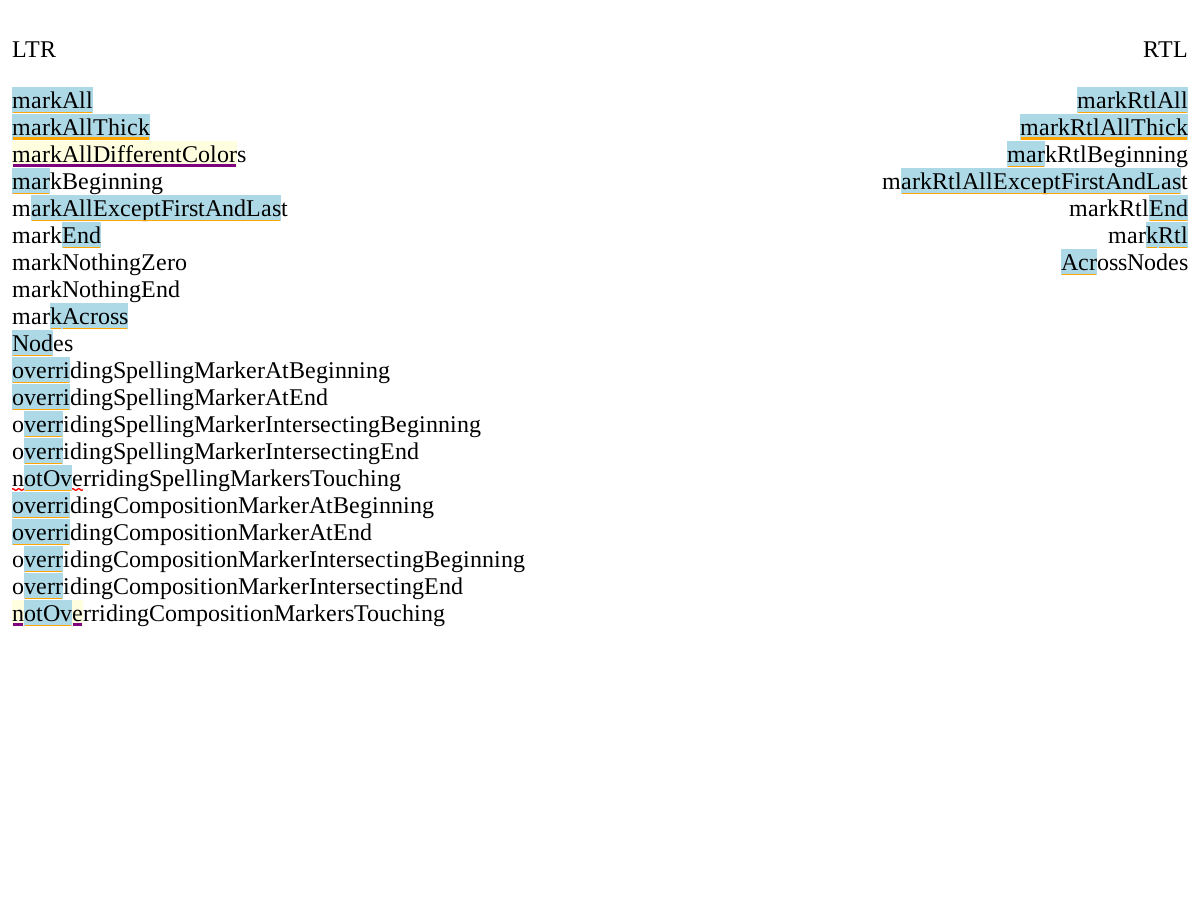 LTR
markAll
markAllThick
markAllDifferentColors
markBeginning
markAllExceptFirstAndLast
markEnd
markNothingZero
markNothingEnd
markAcross
Nodes
overridingSpellingMarkerAtBeginning
overridingSpellingMarkerAtEnd
overridingSpellingMarkerIntersectingBeginning
overridingSpellingMarkerIntersectingEnd
notOverridingSpellingMarkersTouching
overridingCompositionMarkerAtBeginning
overridingCompositionMarkerAtEnd
overridingCompositionMarkerIntersectingBeginning
overridingCompositionMarkerIntersectingEnd
notOverridingCompositionMarkersTouching
RTL
markRtlAll
markRtlAllThick
markRtlBeginning
markRtlAllExceptFirstAndLast
markRtlEnd
markRtl
AcrossNodes